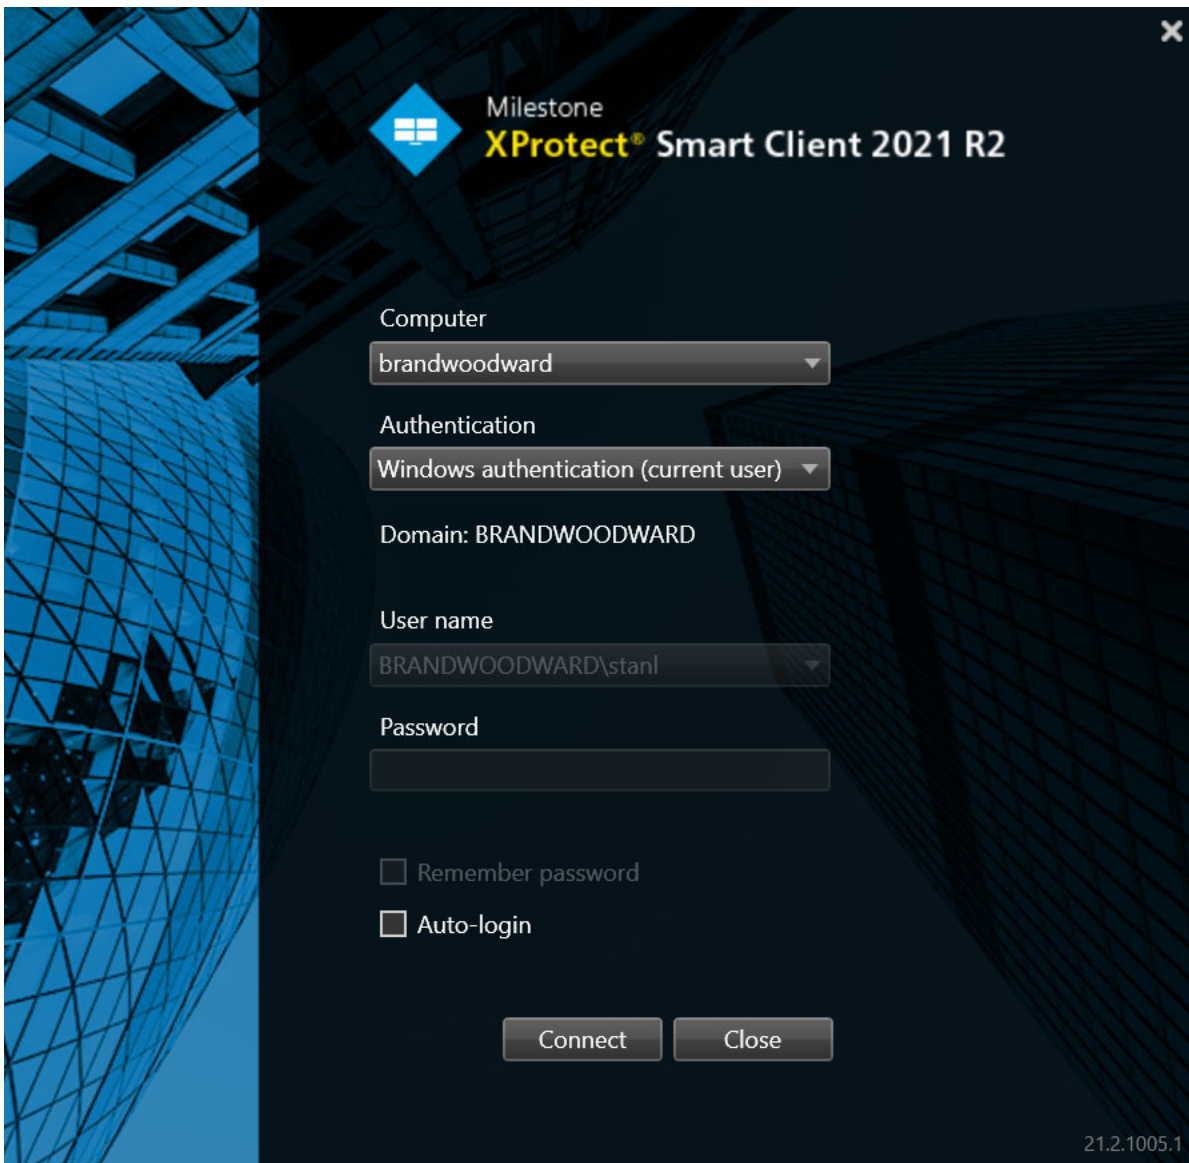 Milestone
XProtect® Smart Client 2021 R2
Computer
brandwoodward
Authentication
Windows authentication (current user)
Domain: BRANDWOODWARD
User name
BRANDWOODWARD\stanl
Password
Remember password
Auto-login
Connect Close
21.2.1005.1